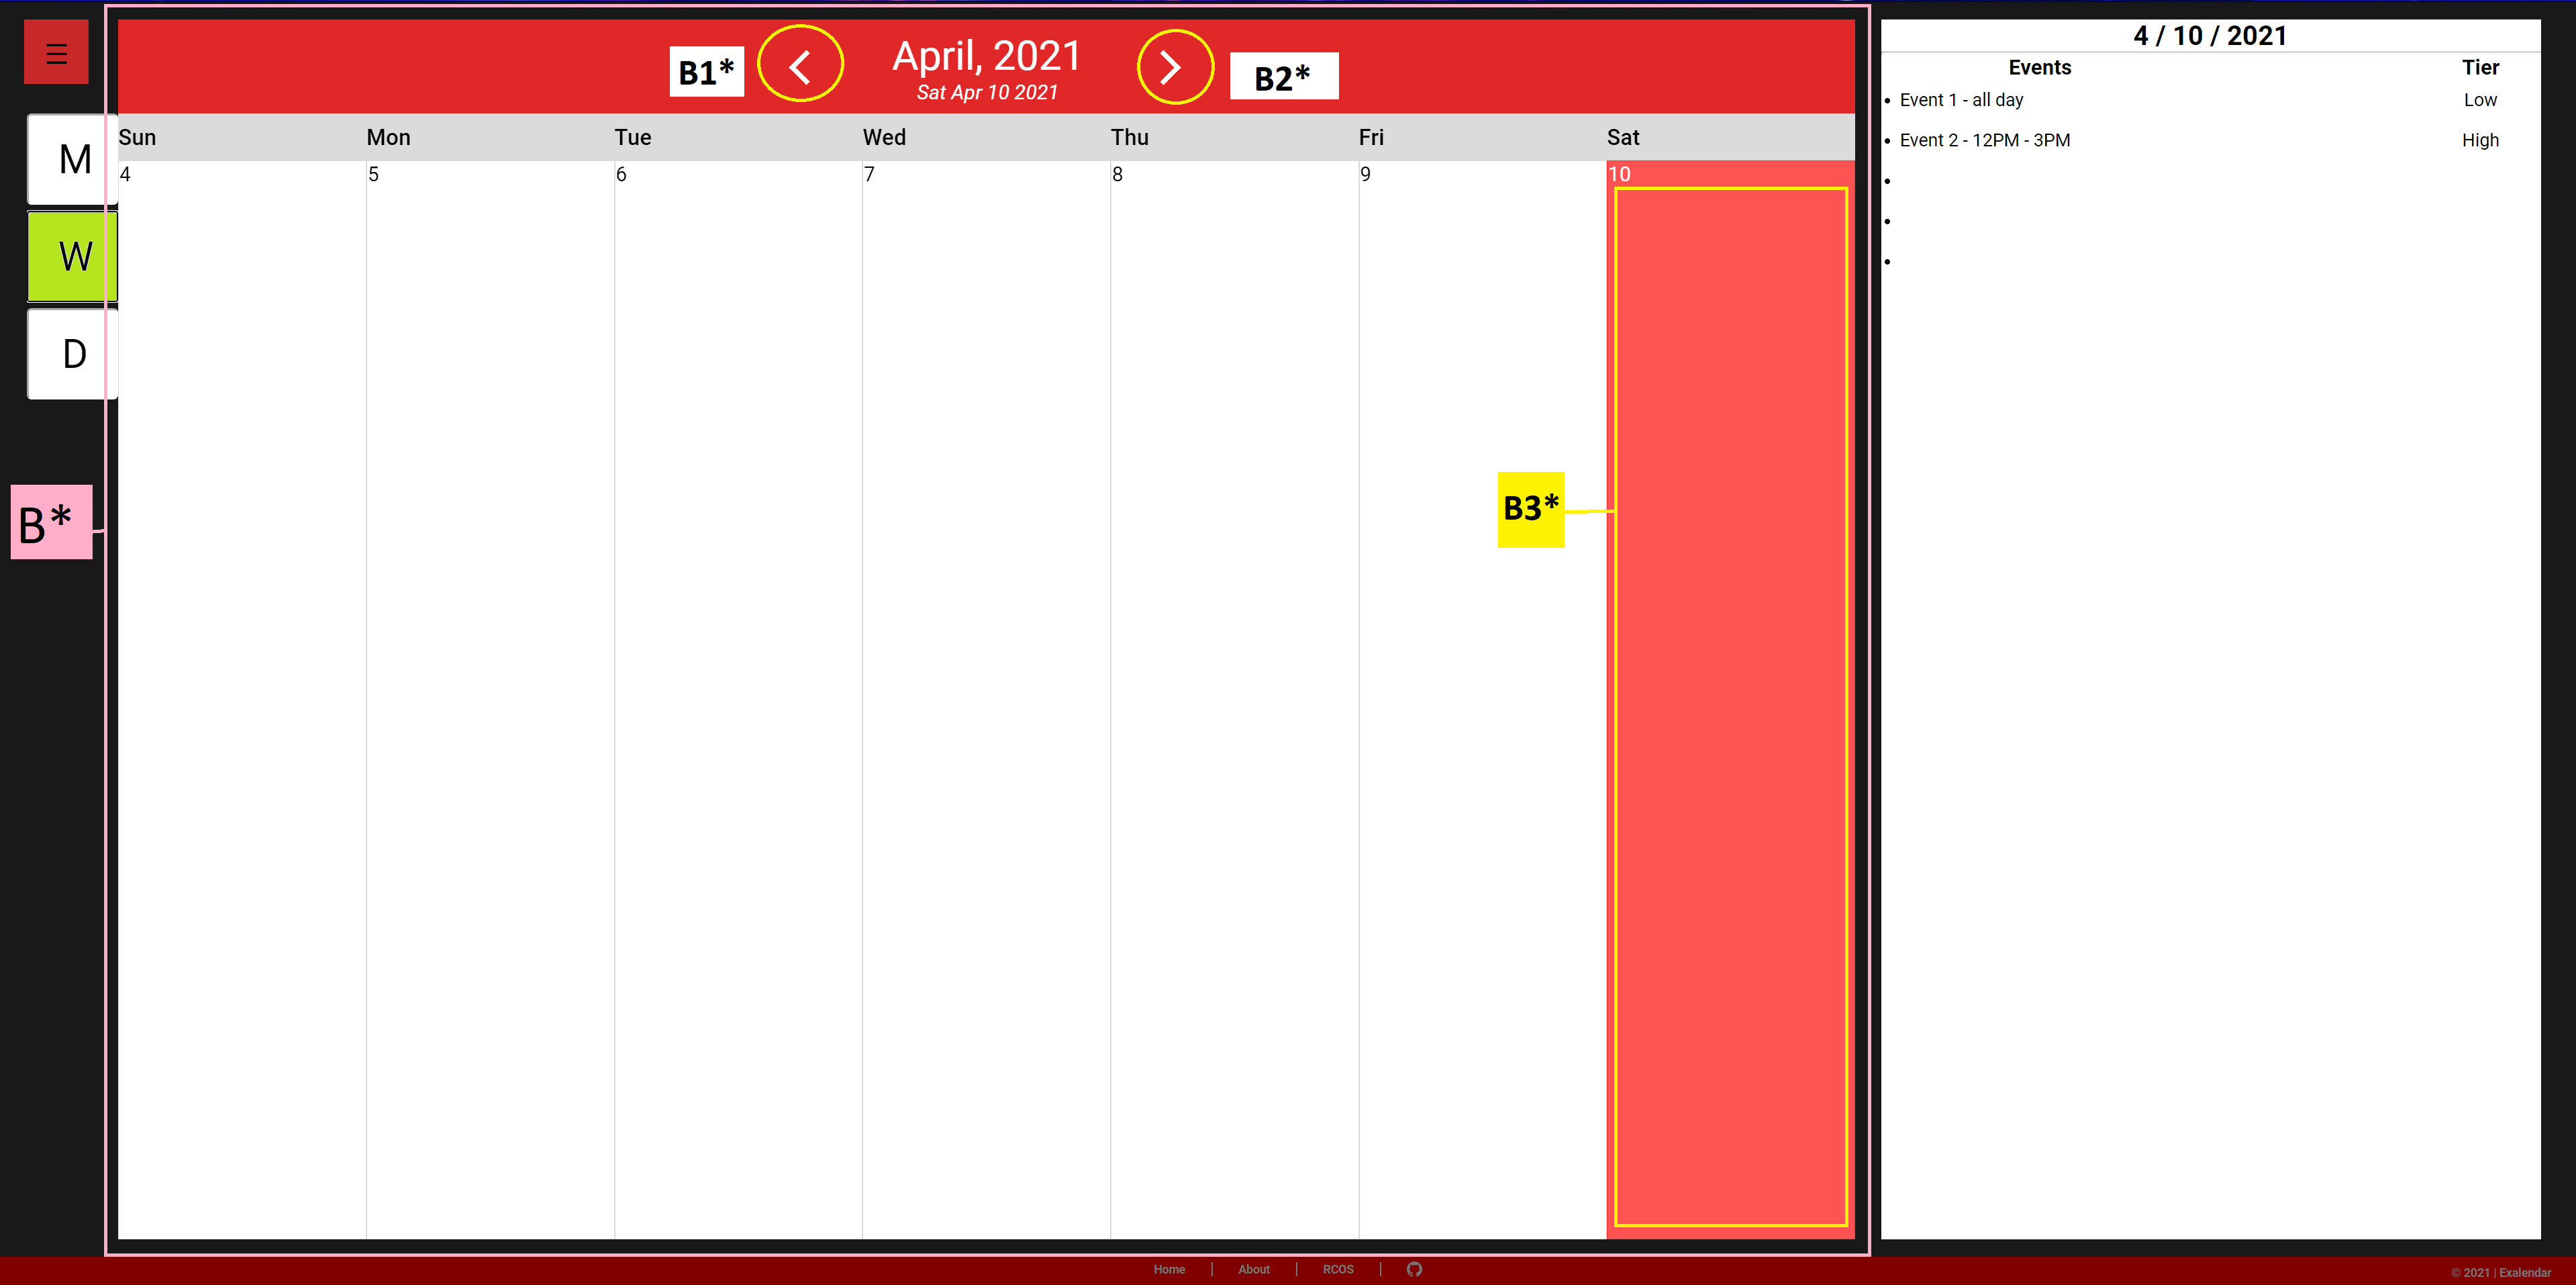 ☰
M
W
D
B*
B1*
April, 2021
Sat Apr 10 2021
B2*
Sun Mon Tue Wed Thu Fri Sat
4 5 6 7 8 9 10
B3*
4 / 10 / 2021
Events Tier
• Event 1 - all day Low
• Event 2 - 12PM - 3PM High
•
•
•
Home | About | RCOS |
© 2021 | Exalendar